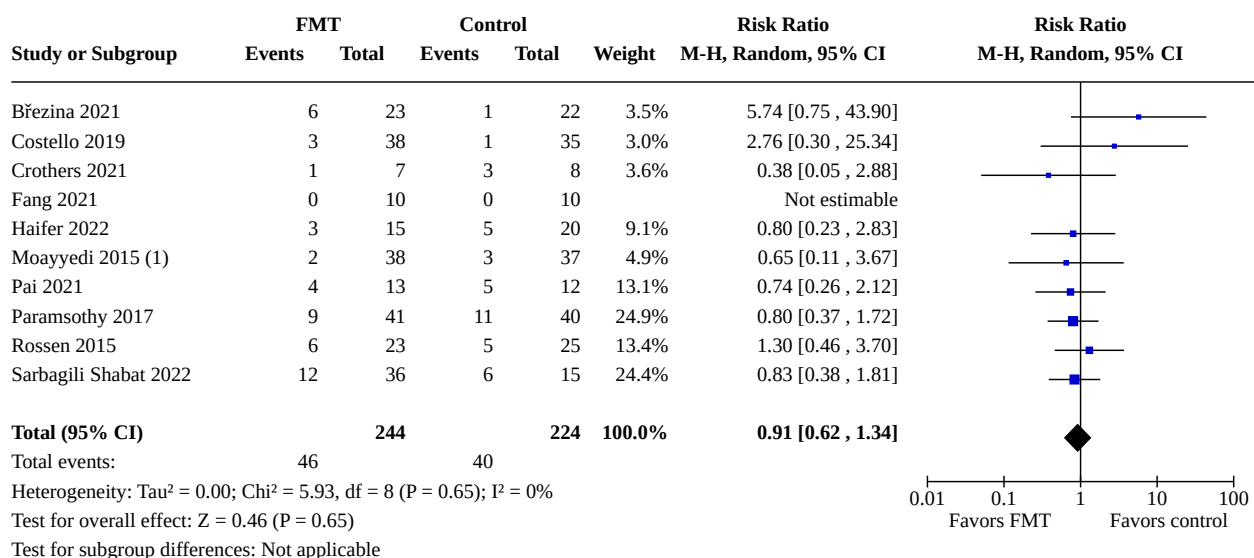 FMT Control Risk Ratio Risk Ratio
Study or Subgroup Events Total Events Total Weight M-H, Random, 95% CI M-H, Random, 95% CI
Březina 2021 6 23 1 22 3.5% 5.74 [0.75 , 43.90]
Costello 2019 3 38 1 35 3.0% 2.76 [0.30 , 25.34]
Crothers 2021 1 7 3 8 3.6% 0.38 [0.05 , 2.88]
Fang 2021 0 10 0 10 Not estimable
Haifer 2022 3 15 5 20 9.1% 0.80 [0.23 , 2.83]
Moayyedi 2015 (1) 2 38 3 37 4.9% 0.65 [0.11 , 3.67]
Pai 2021 4 13 5 12 13.1% 0.74 [0.26 , 2.12]
Paramsothy 2017 9 41 11 40 24.9% 0.80 [0.37 , 1.72]
Rossen 2015 6 23 5 25 13.4% 1.30 [0.46 , 3.70]
Sarbagili Shabat 2022 12 36 6 15 24.4% 0.83 [0.38 , 1.81]
Total (95% CI) 244 224 100.0% 0.91 [0.62 , 1.34]
Total events: 46 40
Heterogeneity: Tau² = 0.00; Chi² = 5.93, df = 8 (P = 0.65); I² = 0%
Test for overall effect: Z = 0.46 (P = 0.65)
Test for subgroup differences: Not applicable
0.01 0.1 1 10 100
Favors FMT Favors control